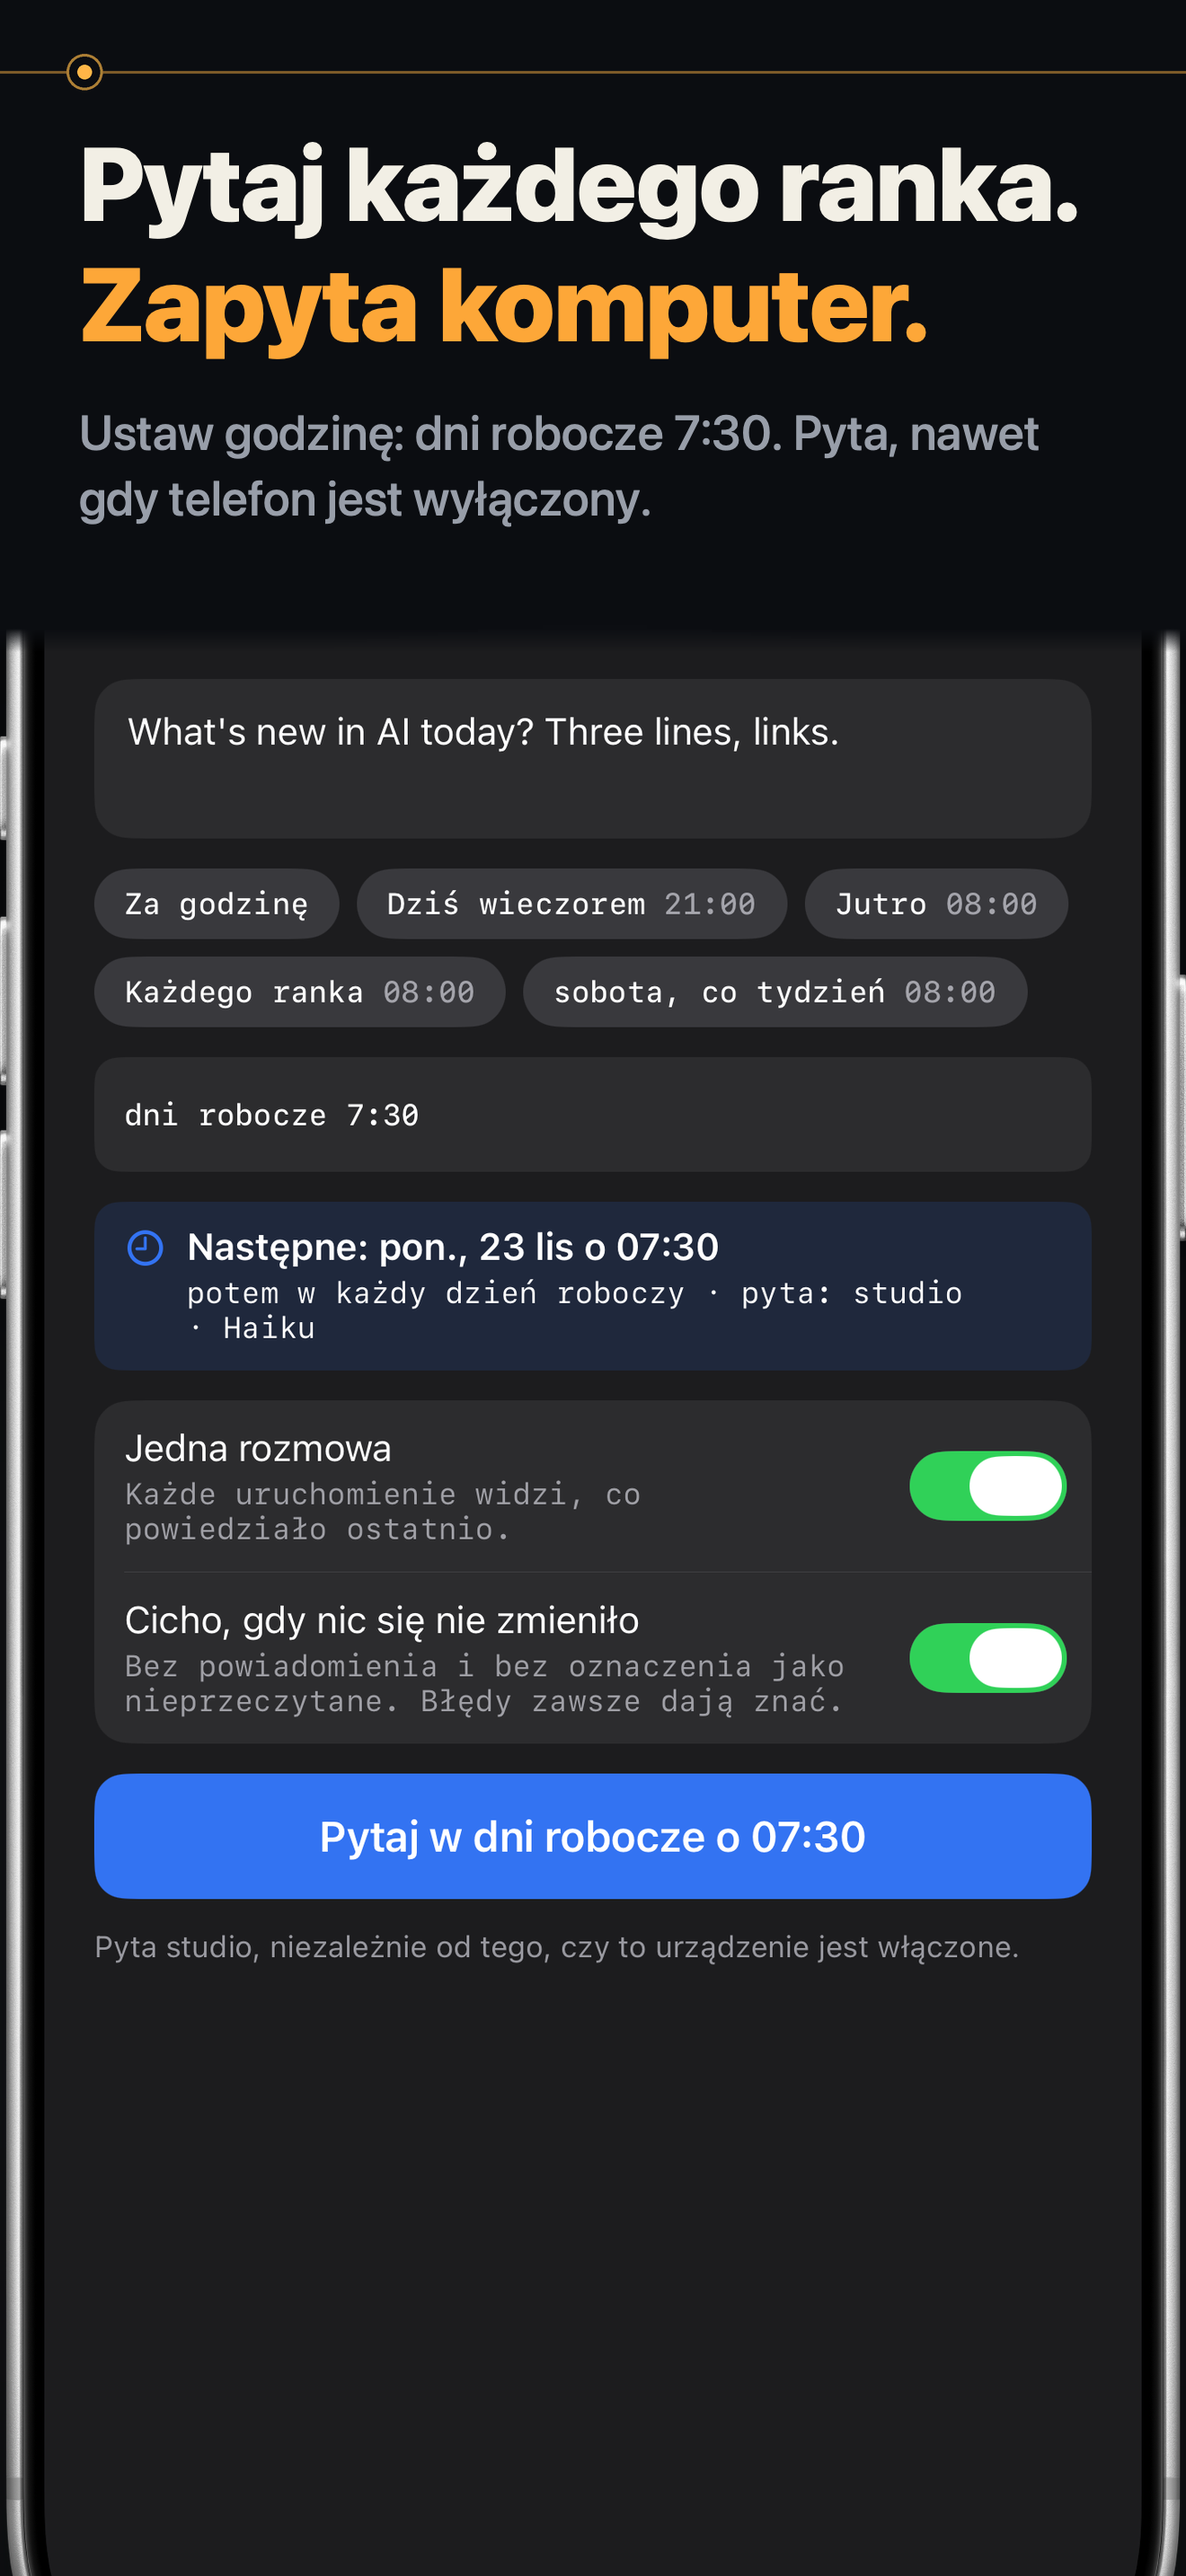 Pytaj każdego ranka.
Zapyta komputer.
Ustaw godzinę: dni robocze 7:30. Pyta, nawet
gdy telefon jest wyłączony.
What's new in AI today? Three lines, links.
Za godzinę
Dziś wieczorem 21:00
Jutro 08:00
Każdego ranka 08:00
sobota, co tydzień 08:00
dni robocze 7:30
Następne: pon., 23 lis o 07:30
potem w każdy dzień roboczy · pyta: studio
· Haiku
Jedna rozmowa
Każde uruchomienie widzi, co
powiedziało ostatnio.
Cicho, gdy nic się nie zmieniło
Bez powiadomienia i bez oznaczenia jako
nieprzeczytane. Błędy zawsze dają znać.
Pytaj w dni robocze o 07:30
Pyta studio, niezależnie od tego, czy to urządzenie jest włączone.